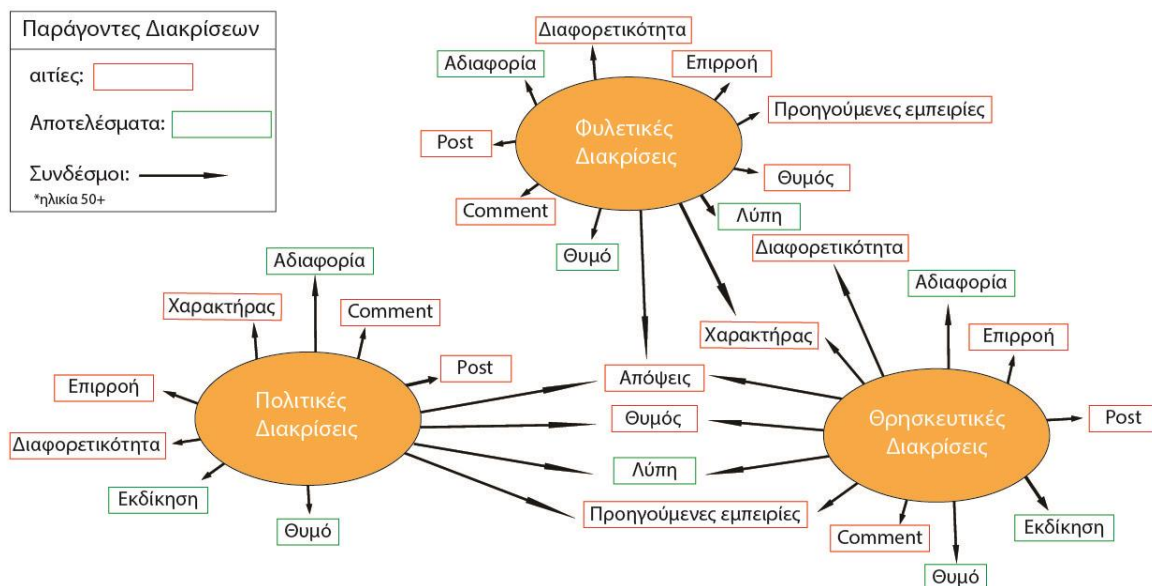 Παράγοντες Διακρίσεων
αιτίες:
Αποτελέσματα:
Συνδέσμοι:
*ηλικία 50+
Διαφορετικότητα
Αδιαφορία
Επιρροή
Προηγούμενες εμπειρίες
Φυλετικές
Διακρίσεις
Post
Θυμός
Comment
Λύπη
Θυμό
Διαφορετικότητα
Αδιαφορία
Αδιαφορία
Χαρακτήρας
Comment
Χαρακτήρας
Επιρροή
Post
Απόψεις
Επιρροή
Πολιτικές
Διακρίσεις
Θυμός
Θρησκευτικές
Διακρίσεις
Post
Διαφορετικότητα
Λύπη
Εκδίκηση
Προηγούμενες εμπειρίες
Εκδίκηση
Θυμό
Comment
Θυμό